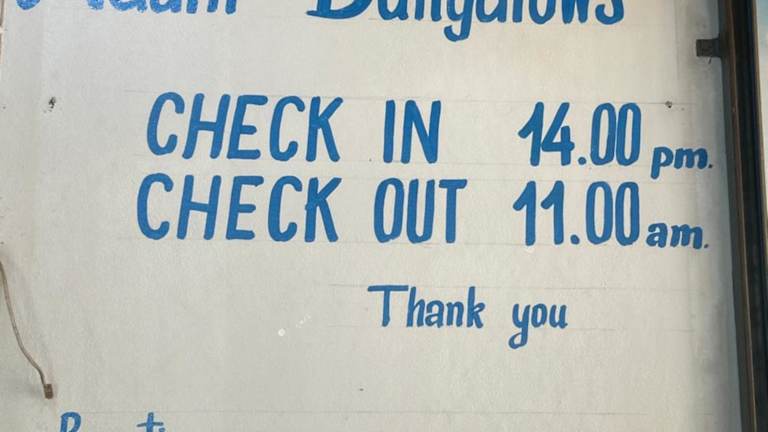 Bungalows
CHECK IN 14.00 pm.
CHECK OUT 11.00 am.
Thank you